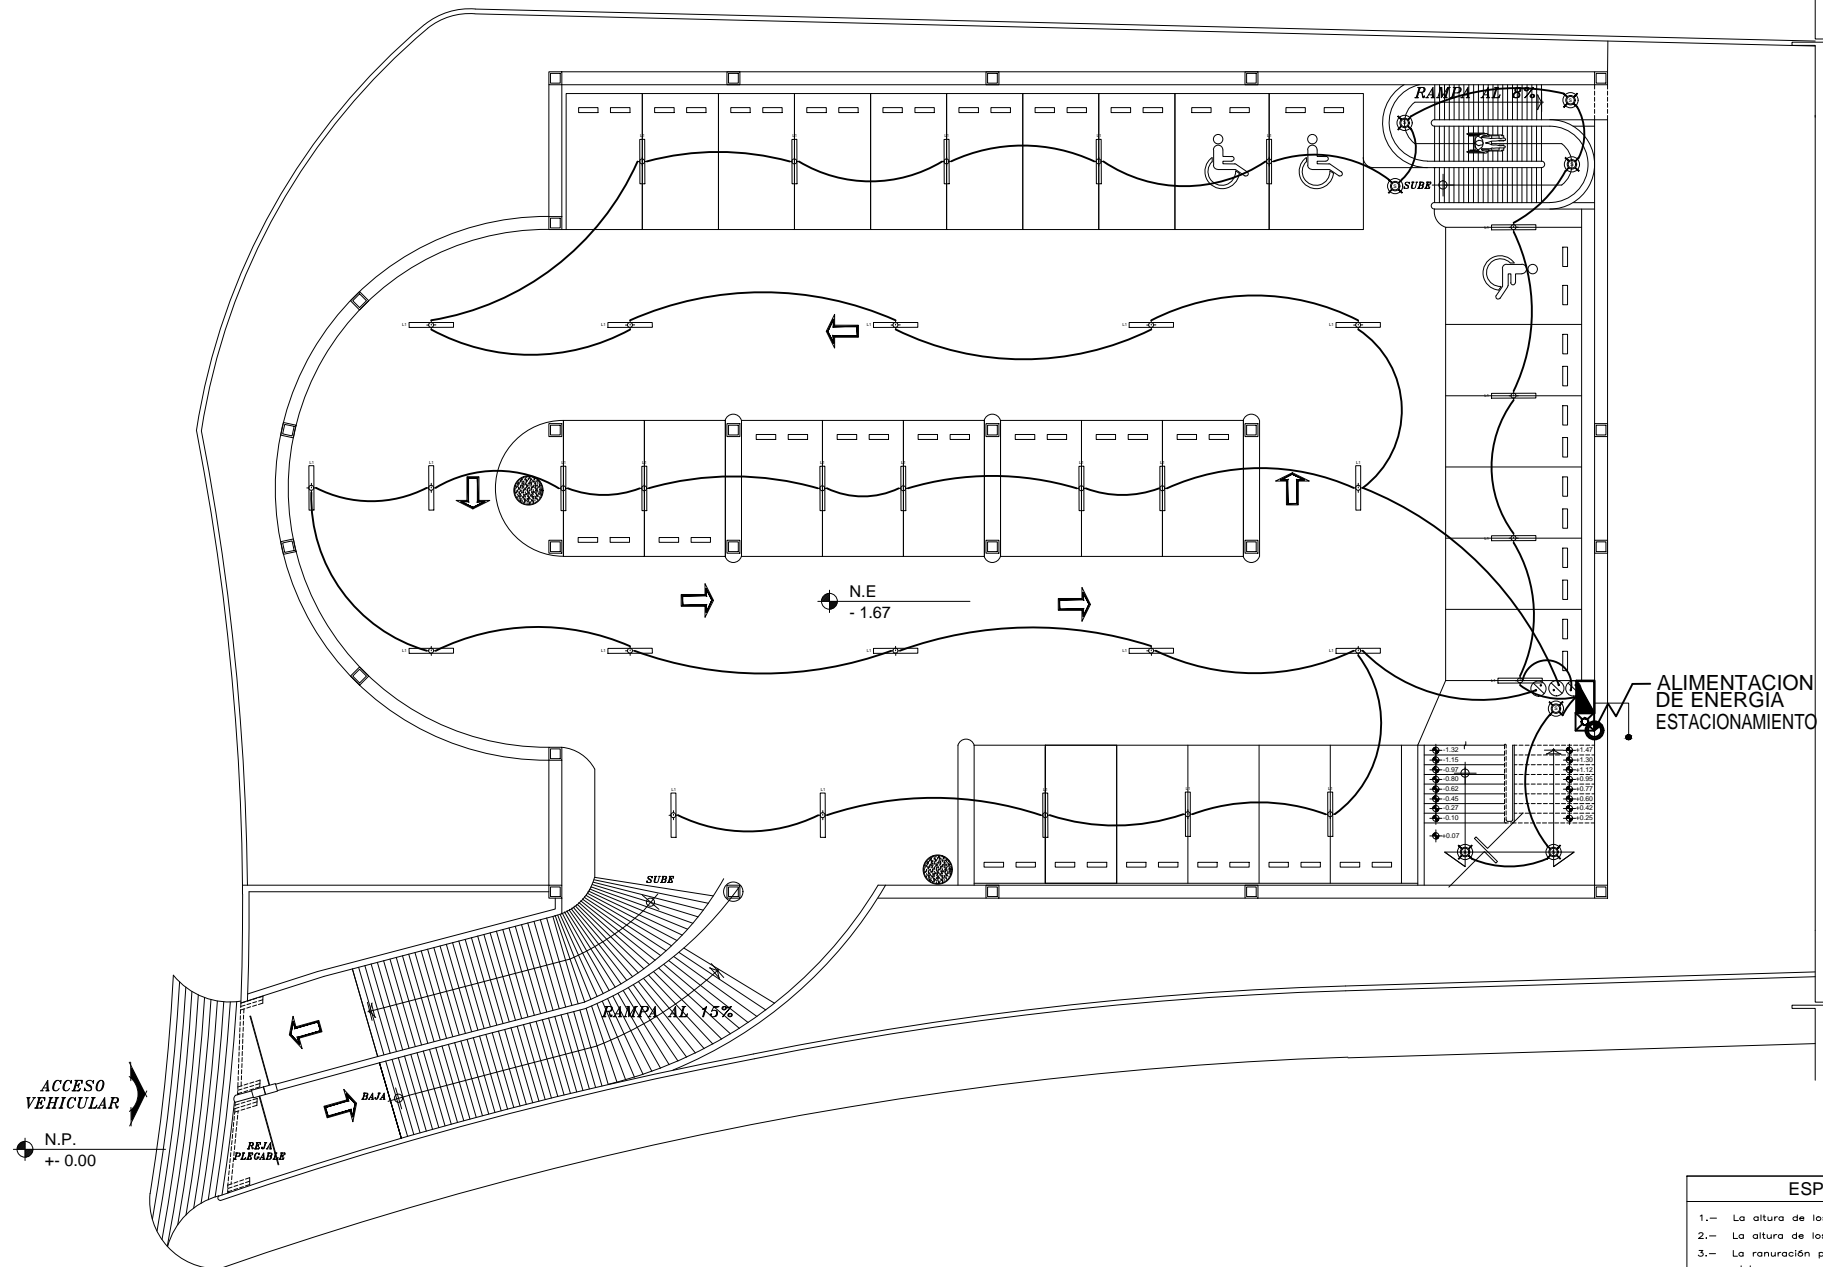 RAMPA AL 8%
SUBE
N.E
- 1.67
ALIMENTACION
DE ENERGIA
ESTACIONAMIENTO
-1.32
-1.15
-0.97
-0.80
-0.62
-0.45
-0.27
-0.10
+0.07
+1.47
+1.30
+1.12
+0.95
+0.77
+0.60
+0.42
+0.25
SUBE
RAMPA AL 15%
BAJA
ACCESO
VEHICULAR
N.P.
+- 0.00
REJA
PLEGABLE
ESP
1.- La altura de lo
2.- La altura de los
3.- La ranuración p